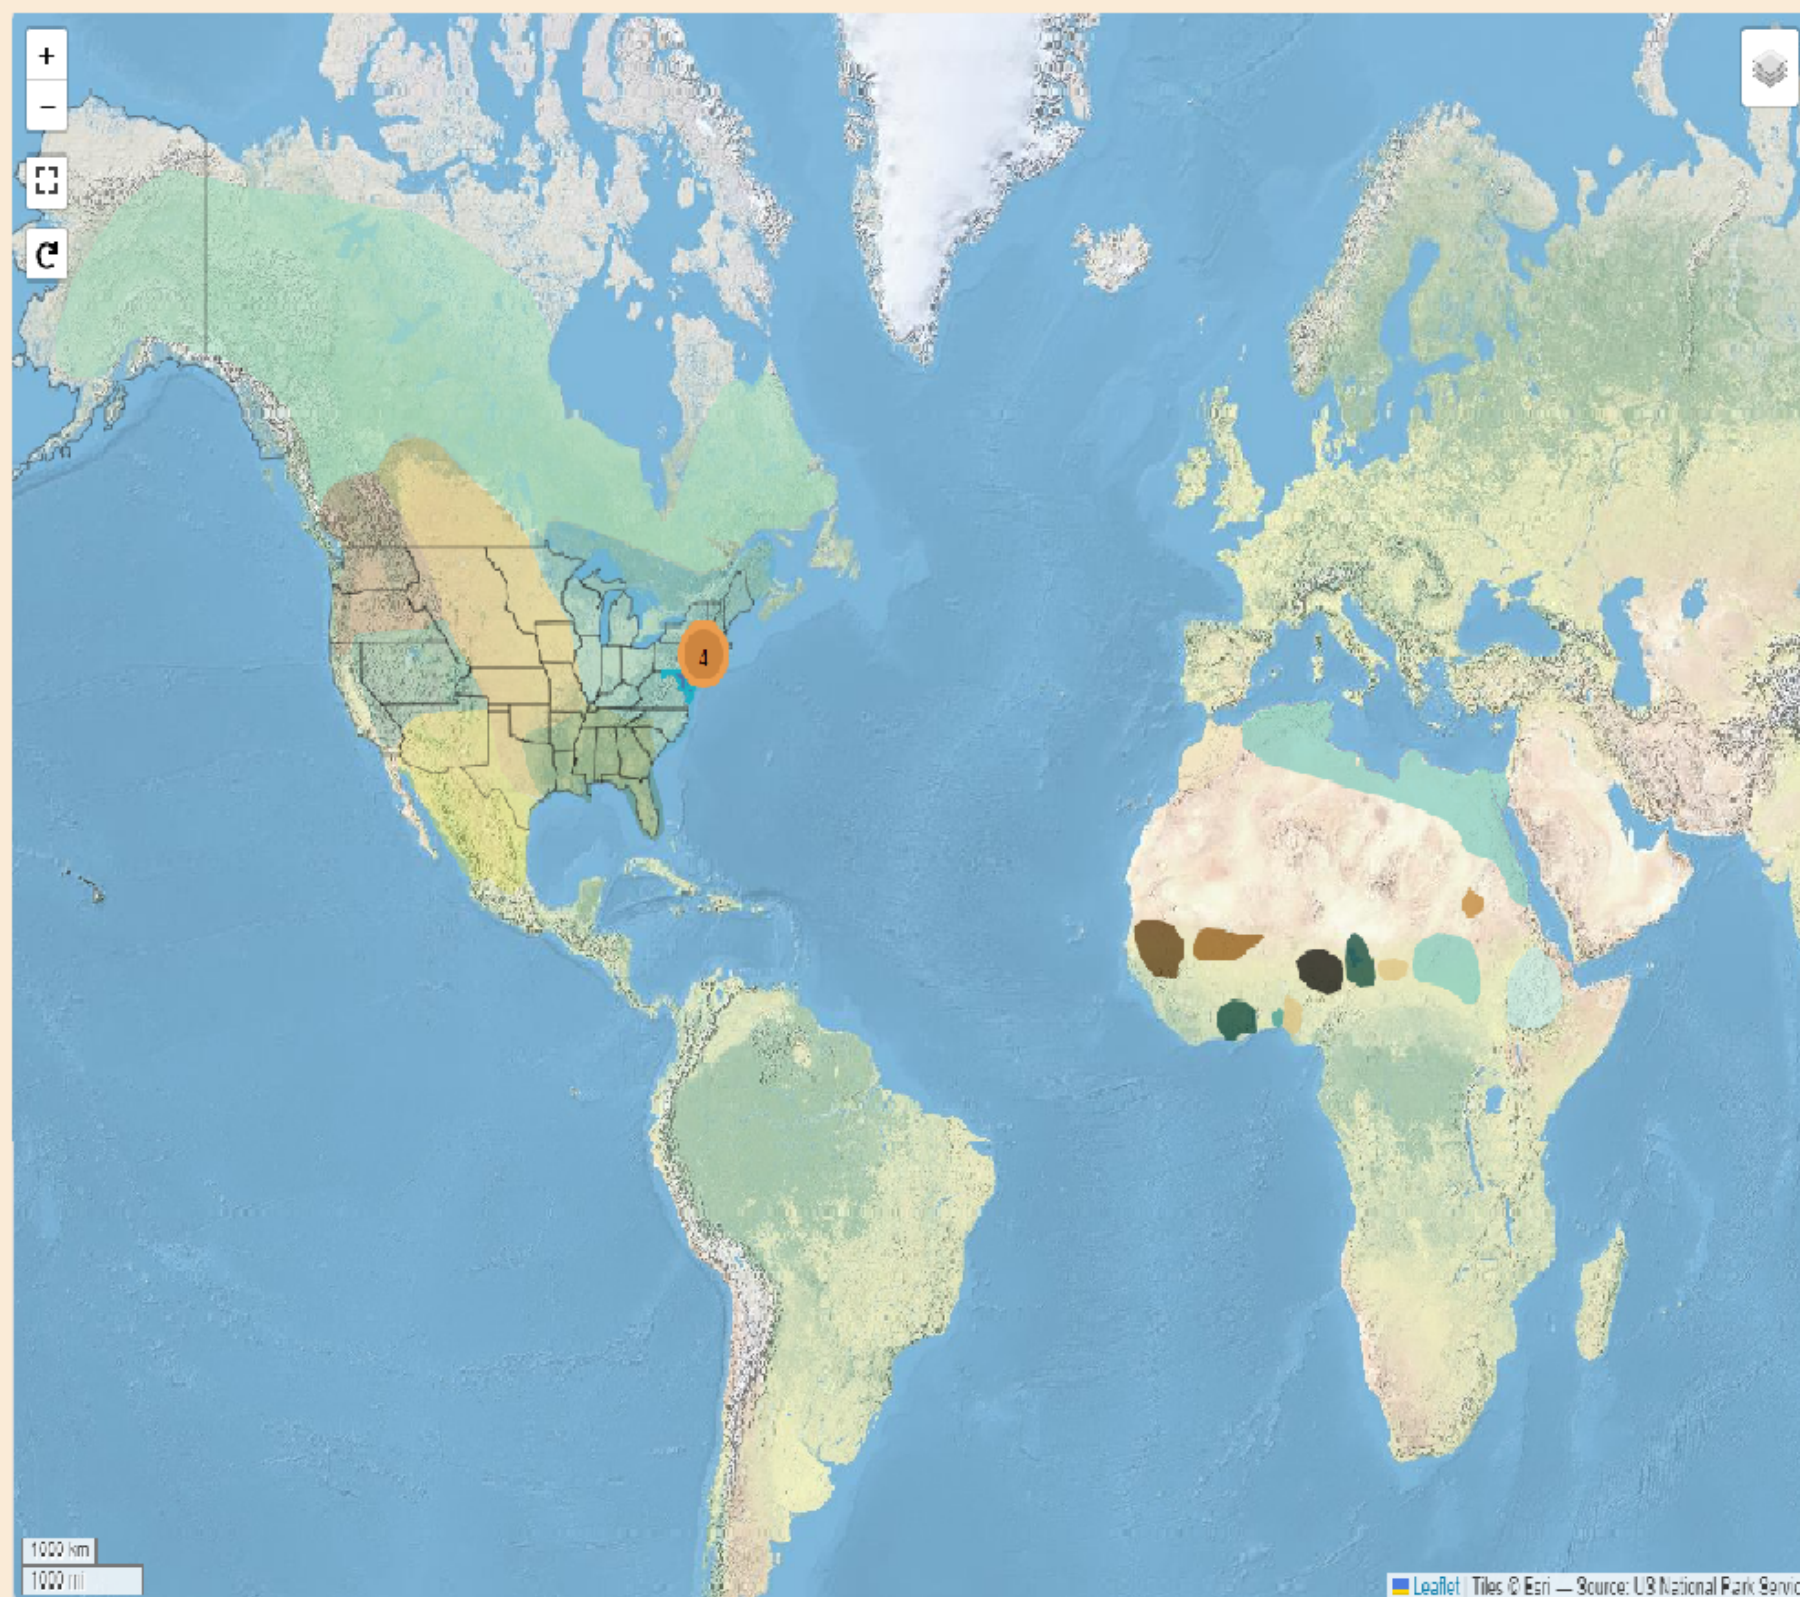 +
−
4
1000 km
1000 mi
Leaflet | Tiles © Esri — Source: US National Park Servic